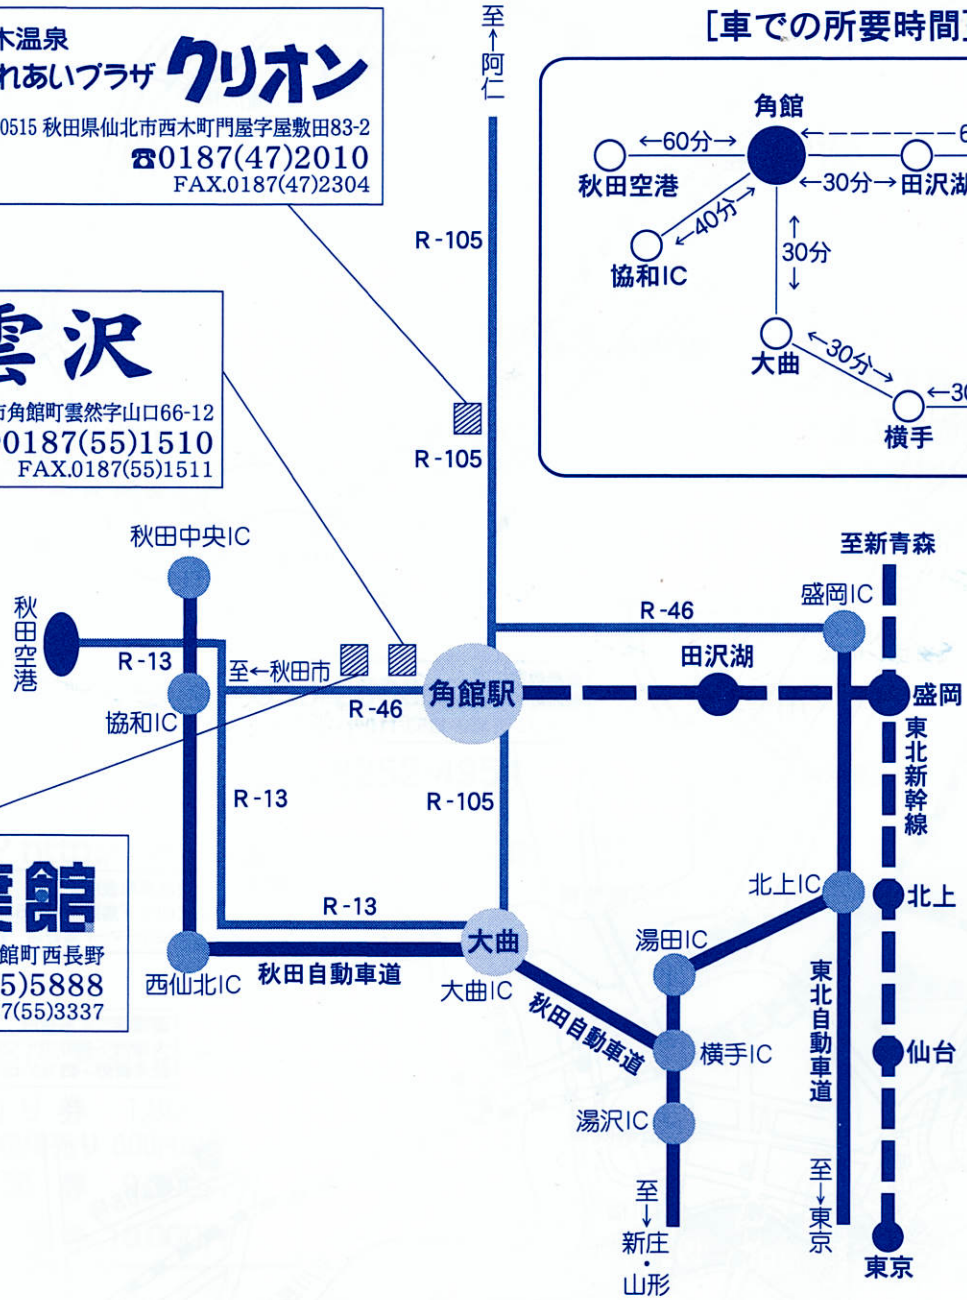 木温泉
れあいプラザ クリオン
0515 秋田県仙北市西木町門屋字屋敷田83-2
☎0187(47)2010
FAX.0187(47)2304
至←阿仁
[車での所要時間]
角館
←60分→
秋田空港
←30分→
田沢湖
←40分→
協和IC
←30分→
大曲
←30分→
横手
←30
R-105
雲沢
市角館町雲然字山口66-12
0187(55)1510
FAX.0187(55)1511
R-105
秋田中央IC
至新青森
盛岡IC
秋田空港
R-46
R-13
至←秋田市
田沢湖
角館駅
盛岡
協和IC
R-46
東北新幹線
R-13
R-105
館
北上IC
北上
R-13
館町西長野
5)5888
7(55)3337
大曲
湯田IC
西仙北IC
秋田自動車道
大曲IC
秋田自動車道
東北自動車道
横手IC
仙台
湯沢IC
至→新庄・山形
至→東京
東京